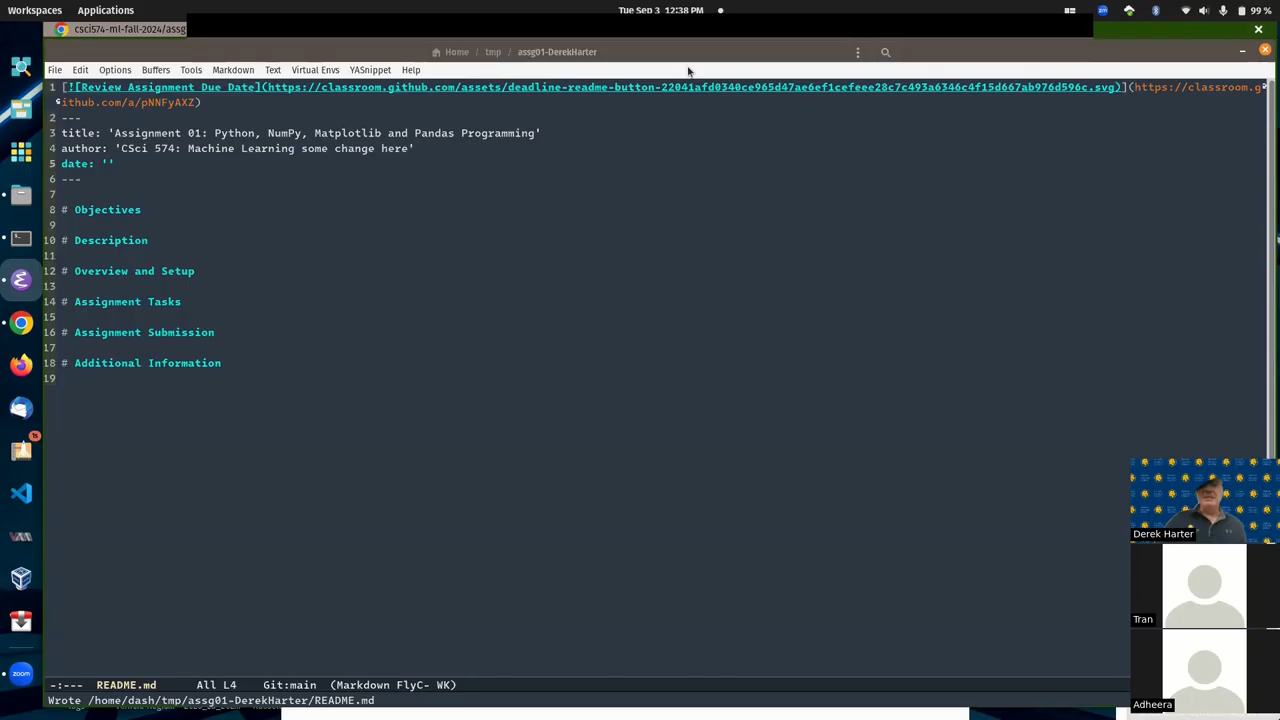 Workspaces Applications Tue Sep 3 12:38 PM 99 %
csci574-ml-fall-2024/assg
Home tmp assg01-DerekHarter
File Edit Options Buffers Tools Markdown Text Virtual Envs YASnippet Help
1 [![Review Assignment Due Date](https://classroom.github.com/assets/deadline-readme-button-22041afd0340ce965d47ae6ef1cefeee28c7c493a6346c4f15d667ab976d596c.svg)](https://classroom.g
ithub.com/a/pNNFyAXZ)
2 ---
3 title: 'Assignment 01: Python, NumPy, Matplotlib and Pandas Programming'
4 author: 'CSci 574: Machine Learning some change here'
5 date: ''
6 ---
7
8 # Objectives
9
10 # Description
11
12 # Overview and Setup
13
14 # Assignment Tasks
15
16 # Assignment Submission
17
18 # Additional Information
19
15
zoom
Derek Harter
Tran
Adheera
-:--- README.md All L4 Git:main (Markdown FlyC- WK)
Wrote /home/dash/tmp/assg01-DerekHarter/README.md